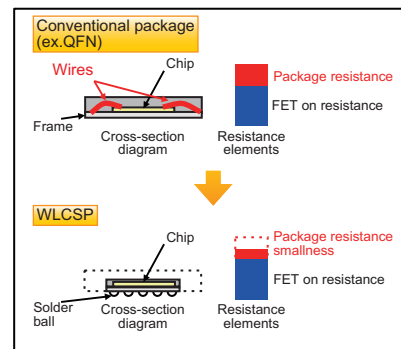 Conventional package
(ex.QFN)
Wires
Chip
Package resistance
FET on resistance
Frame
Cross-section
diagram
Resistance
elements
WLCSP
Chip
Package resistance
smallness
FET on resistance
Solder
ball
Cross-section
diagram
Resistance
elements